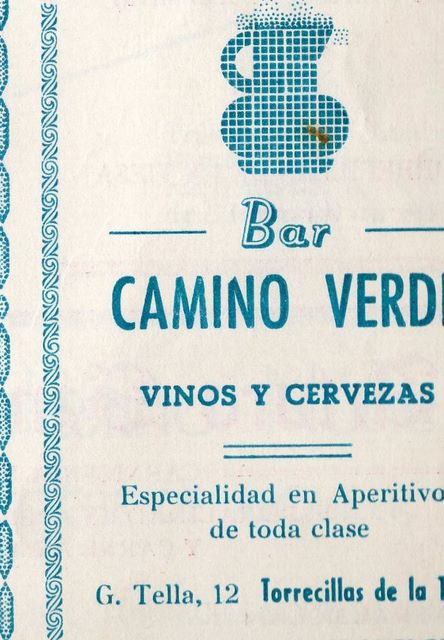 Bar
CAMINO VERD
VINOS Y CERVEZAS
Especialidad en Aperitivo
de toda clase
G. Tella, 12 Torrecillas de la